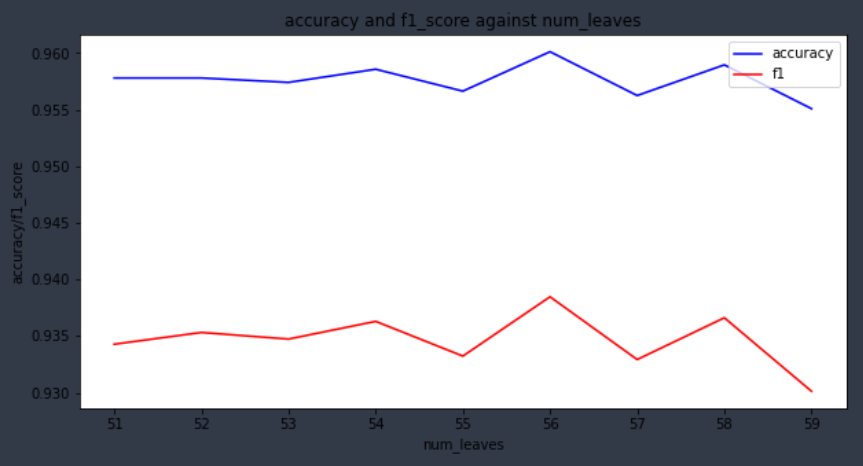 accuracy and f1_score against num_leaves
accuracy
f1
accuracy/f1_score
0.960
0.955
0.950
0.945
0.940
0.935
0.930
51 52 53 54 55 56 57 58 59
num_leaves